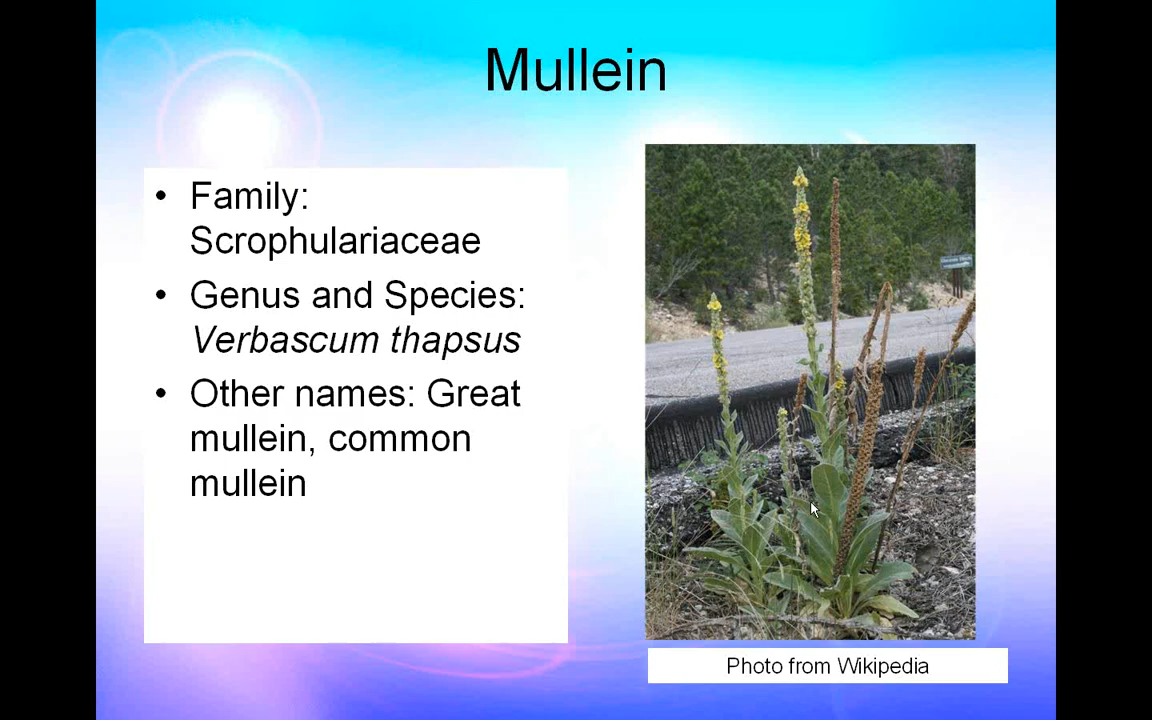 Mullein
• Family:
Scrophulariaceae
• Genus and Species:
Verbascum thapsus
• Other names: Great
mullein, common
mullein
Photo from Wikipedia